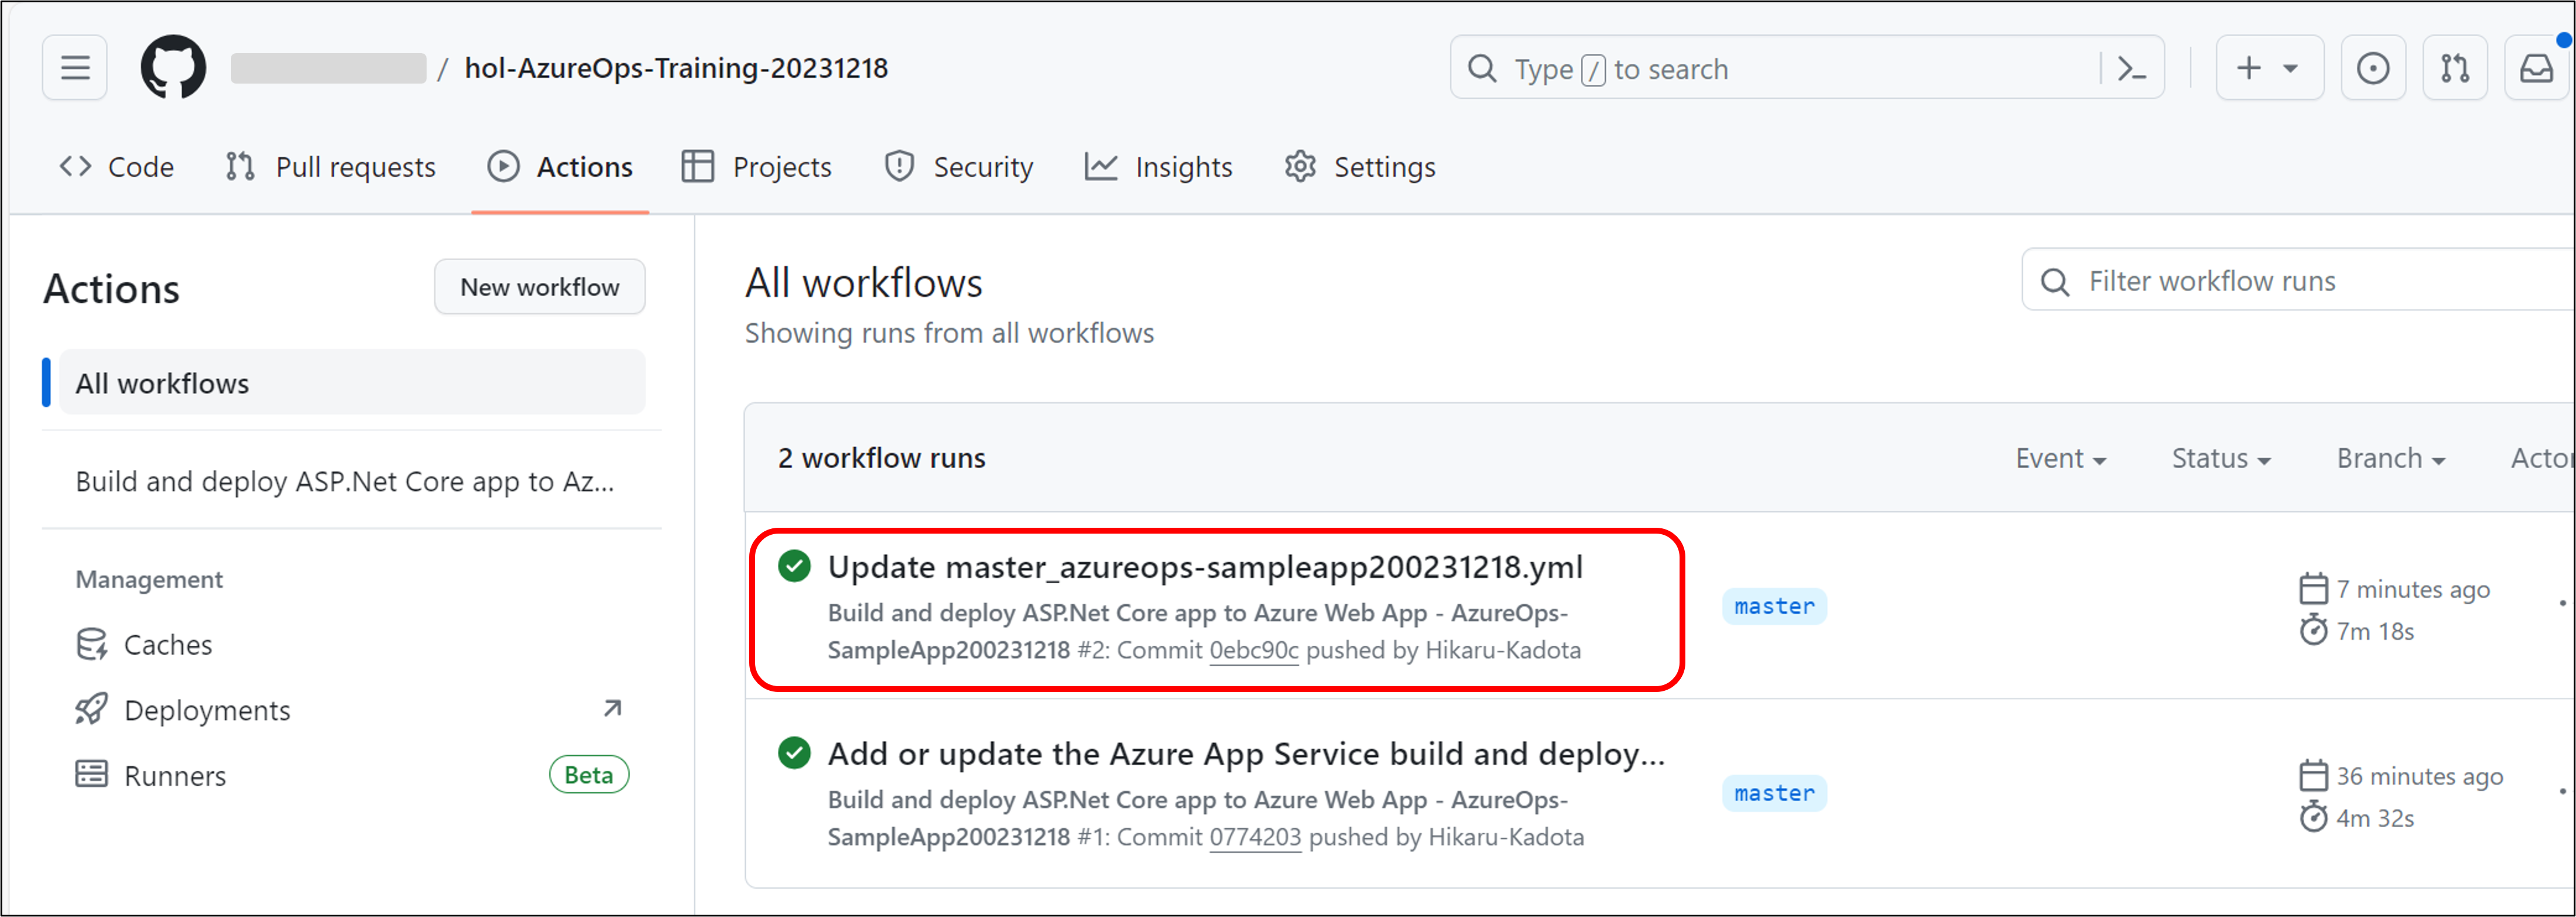 / hol-AzureOps-Training-20231218
Type / to search
Code Pull requests Actions Projects Security Insights Settings
Actions
New workflow
All workflows
Build and deploy ASP.Net Core app to Az...
Management
Caches
Deployments
Runners
Beta
All workflows
Showing runs from all workflows
Filter workflow runs
2 workflow runs
Event Status Branch Actor
Update master_azureops-sampleapp200231218.yml
Build and deploy ASP.Net Core app to Azure Web App - AzureOps-
SampleApp200231218 #2: Commit 0ebc90c pushed by Hikaru-Kadota
master
7 minutes ago
7m 18s
Add or update the Azure App Service build and deploy...
Build and deploy ASP.Net Core app to Azure Web App - AzureOps-
SampleApp200231218 #1: Commit 0774203 pushed by Hikaru-Kadota
master
36 minutes ago
4m 32s